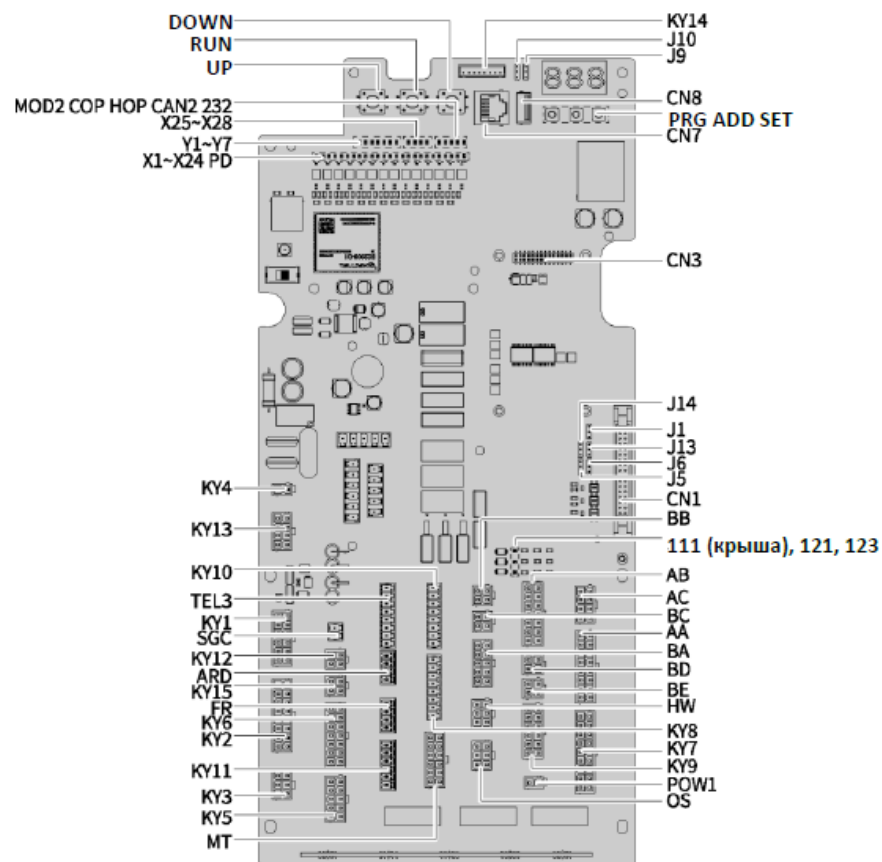 DOWN
RUN
UP
MOD2 COP HOP CAN2 232
X25~X28
Y1~Y7
X1~X24 PD
KY14
J10
J9
CN8
PRG ADD SET
CN7
CN3
J14
J1
J13
J6
J5
CN1
BB
111 (крыша), 121, 123
AB
AC
BC
AA
BA
BD
BE
HW
KY8
KY7
KY9
POW1
OS
KY4
KY13
KY10
TEL3
KY1
SGC
KY12
ARD
KY15
FR
KY6
KY2
KY11
KY3
KY5
MT